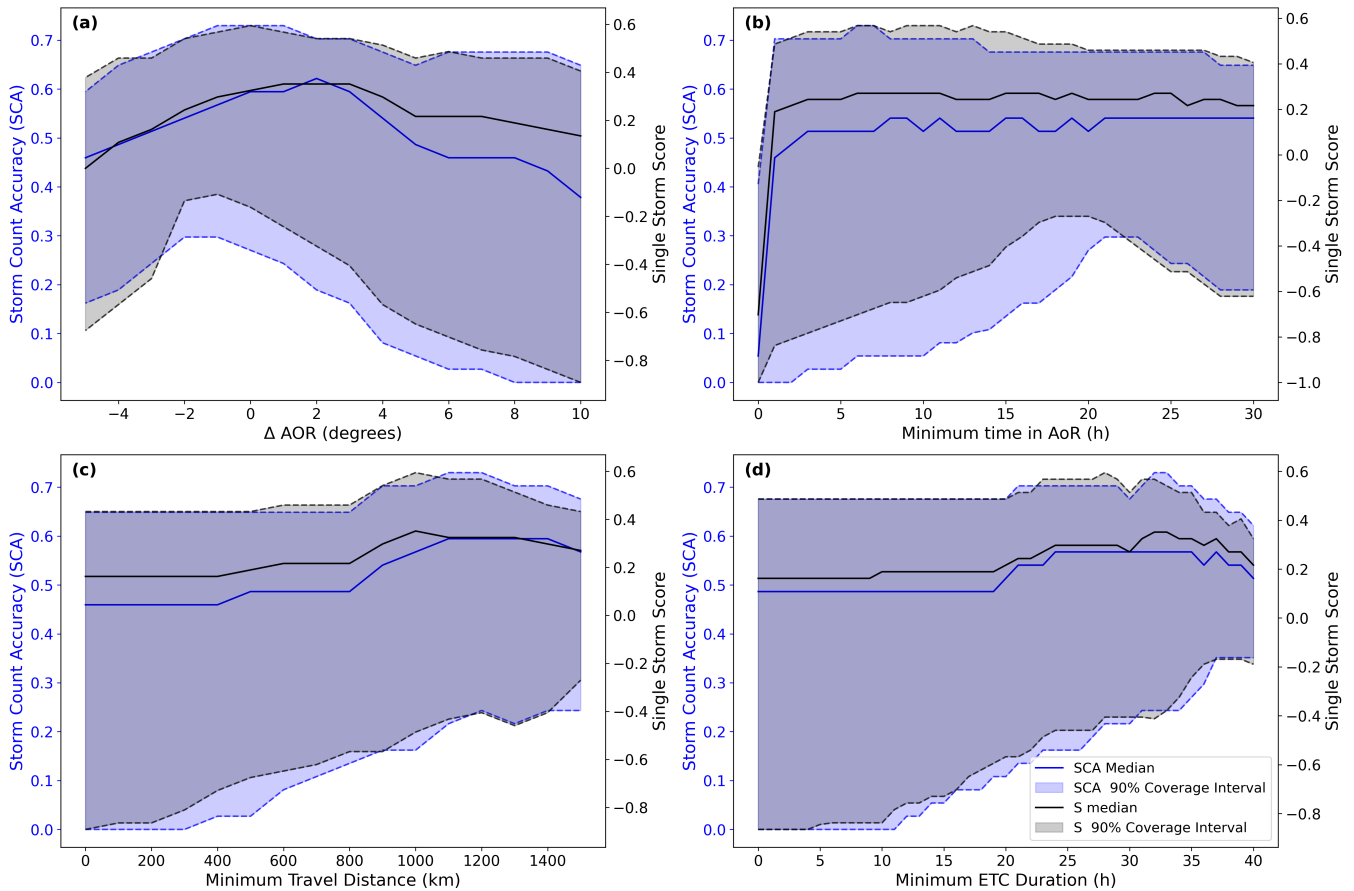 (a)
Storm Count Accuracy (SCA)
0.7
0.6
0.5
0.4
0.3
0.2
0.1
0.0
0.6
0.4
0.2
0.0
−0.2
−0.4
−0.6
−0.8
Single Storm Score
−4 −2 0 2 4 6 8 10
Δ AOR (degrees)
(b)
Storm Count Accuracy (SCA)
0.7
0.6
0.5
0.4
0.3
0.2
0.1
0.0
0.6
0.4
0.2
0.0
−0.2
−0.4
−0.6
−0.8
−1.0
Single Storm Score
0 5 10 15 20 25 30
Minimum time in AoR (h)
(c)
Storm Count Accuracy (SCA)
0.7
0.6
0.5
0.4
0.3
0.2
0.1
0.0
0.6
0.4
0.2
0.0
−0.2
−0.4
−0.6
−0.8
Single Storm Score
0 200 400 600 800 1000 1200 1400
Minimum Travel Distance (km)
(d)
Storm Count Accuracy (SCA)
0.7
0.6
0.5
0.4
0.3
0.2
0.1
0.0
0.6
0.4
0.2
0.0
−0.2
−0.4
−0.6
−0.8
Single Storm Score
SCA Median
SCA 90% Coverage Interval
S median
S 90% Coverage Interval
0 5 10 15 20 25 30 35 40
Minimum ETC Duration (h)